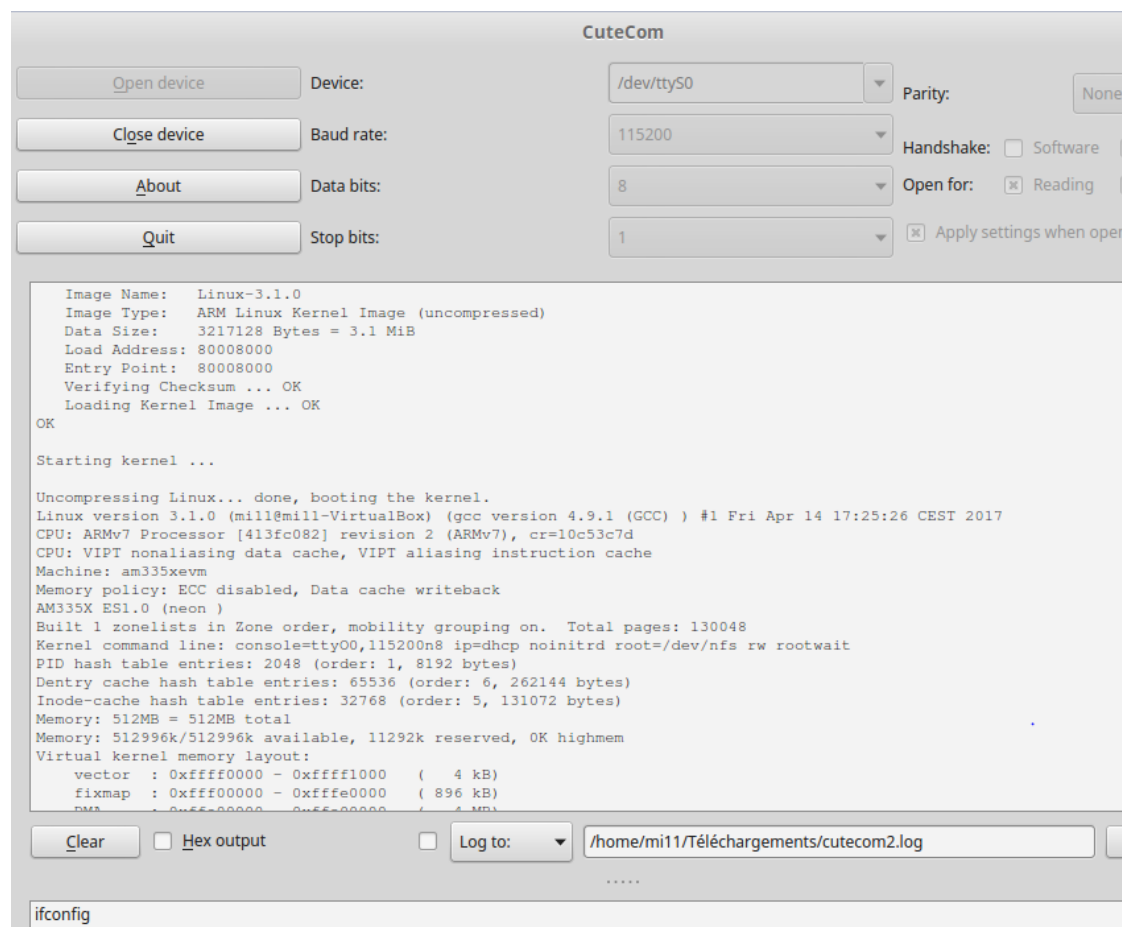 CuteCom
Open device Device: /dev/ttyS0 Parity: None
Close device Baud rate: 115200 Handshake: Software
About Data bits: 8 Open for: Reading
Quit Stop bits: 1 Apply settings when oper
Image Name: Linux-3.1.0
Image Type: ARM Linux Kernel Image (uncompressed)
Data Size: 3217128 Bytes = 3.1 MiB
Load Address: 80008000
Entry Point: 80008000
Verifying Checksum ... OK
Loading Kernel Image ... OK
OK
Starting kernel ...
Uncompressing Linux... done, booting the kernel.
Linux version 3.1.0 (mi11@mi11-VirtualBox) (gcc version 4.9.1 (GCC) ) #1 Fri Apr 14 17:25:26 CEST 2017
CPU: ARMv7 Processor [413fc082] revision 2 (ARMv7), cr=10c53c7d
CPU: VIPT nonaliasing data cache, VIPT aliasing instruction cache
Machine: am335xevm
Memory policy: ECC disabled, Data cache writeback
AM335X ES1.0 (neon )
Built 1 zonelists in Zone order, mobility grouping on. Total pages: 130048
Kernel command line: console=ttyO0,115200n8 ip=dhcp noinitrd root=/dev/nfs rw rootwait
PID hash table entries: 2048 (order: 1, 8192 bytes)
Dentry cache hash table entries: 65536 (order: 6, 262144 bytes)
Inode-cache hash table entries: 32768 (order: 5, 131072 bytes)
Memory: 512MB = 512MB total
Memory: 512996k/512996k available, 11292k reserved, 0K highmem
Virtual kernel memory layout:
vector : 0xffff0000 - 0xffff1000 ( 4 kB)
fixmap : 0xfff00000 - 0xfffe0000 ( 896 kB)
Clear Hex output Log to: /home/mi11/Téléchargements/cutecom2.log
ifconfig